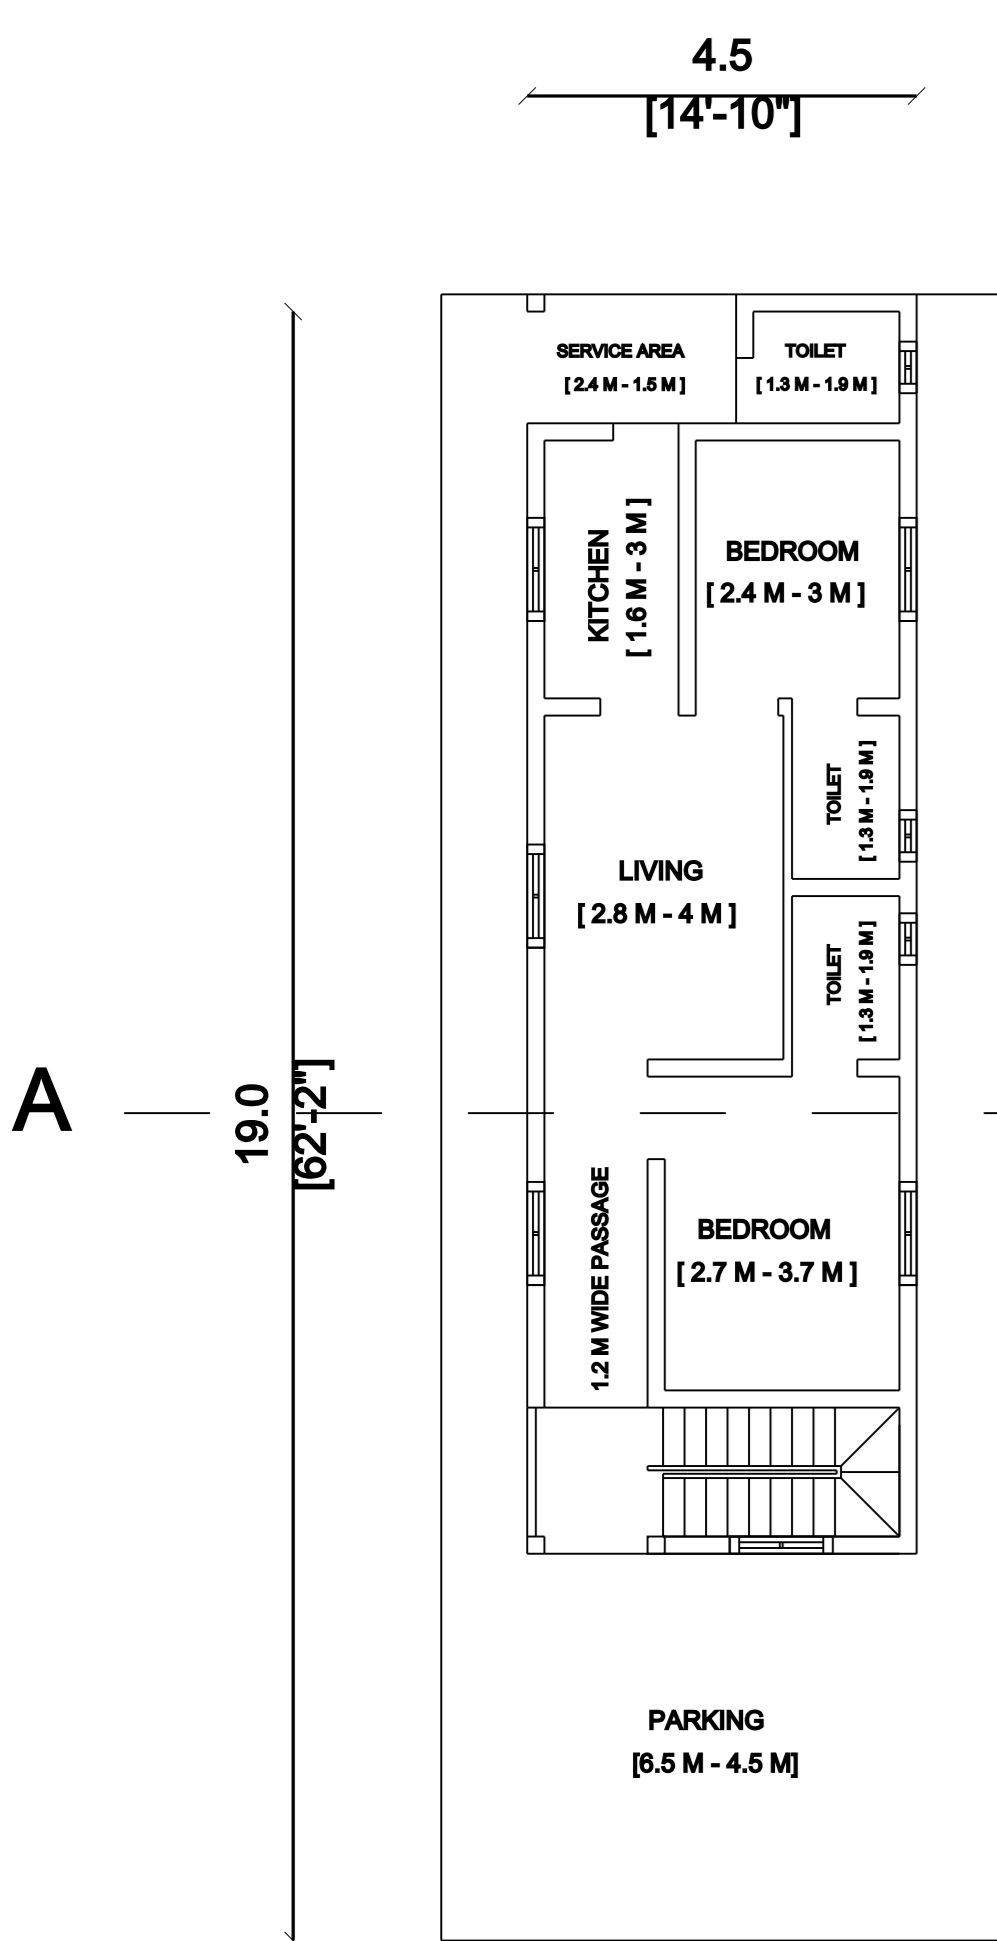 4.5
[14'-10"]
SERVICE AREA
[ 2.4 M - 1.5 M ]
TOILET
[ 1.3 M - 1.9 M ]
KITCHEN
[ 1.6 M - 3 M ]
BEDROOM
[ 2.4 M - 3 M ]
TOILET
[ 1.3 M - 1.9 M ]
LIVING
[ 2.8 M - 4 M ]
TOILET
[ 1.3 M - 1.9 M ]
A
19.0
[62'-2"]
1.2 M WIDE PASSAGE
BEDROOM
[ 2.7 M - 3.7 M ]
PARKING
[6.5 M - 4.5 M]